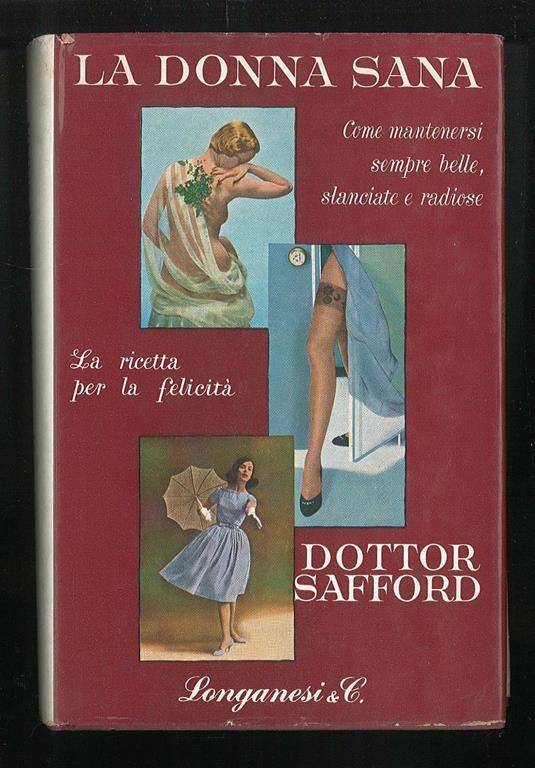 LA DONNA SANA
Come mantenersi
sempre belle,
slanciate e radiose
La ricetta
per la felicità
DOTTOR
SAFFORD
Longanesi & C.